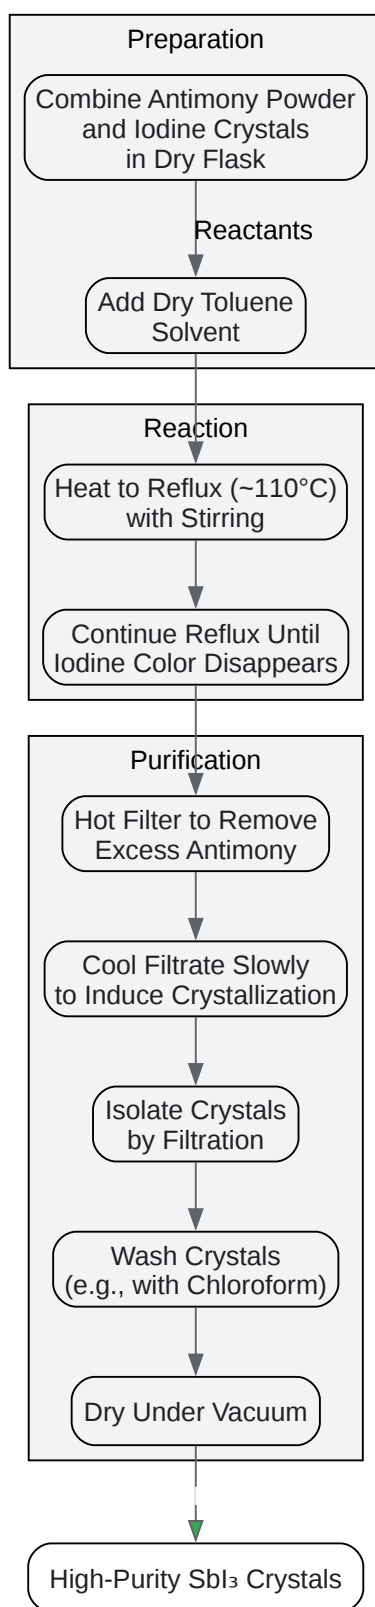 Preparation
Combine Antimony Powder
and Iodine Crystals
in Dry Flask
Reactants
Add Dry Toluene
Solvent
Reaction
Heat to Reflux (~110°C)
with Stirring
Continue Reflux Until
Iodine Color Disappears
Purification
Hot Filter to Remove
Excess Antimony
Cool Filtrate Slowly
to Induce Crystallization
Isolate Crystals
by Filtration
Wash Crystals
(e.g., with Chloroform)
Dry Under Vacuum
High-Purity SbI₃ Crystals